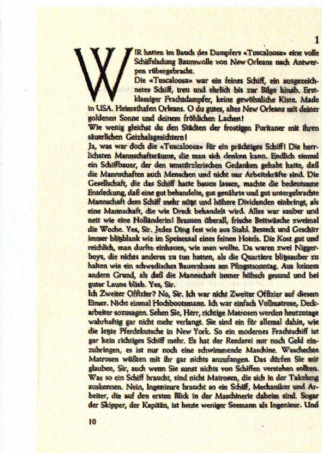 1
WIR hatten im Bauch des Dampfers «Tuscaloosa» eine volle
Schiffsladung Baumwolle von New Orleans nach Antwer-
pen rübergebracht.
Die «Tuscaloosa» war ein feines Schiff, ein ausgezeich-
netes Schiff, treu und ehrlich bis zur Bilge hinab. Erst-
klassiger Frachtdampfer, keine gewöhnliche Kiste. Made
in USA. Heimathafen Orleans. O du gutes, altes New Orleans mit deiner
goldenen Sonne und deinem fröhlichen Lachen!
Wie wenig gleichst du den Städten der frostigen Puritaner mit ihren
säuerlichen Geizhalsgesichtern!
Ja, was war doch die «Tuscaloosa» für ein prächtiges Schiff! Die herr-
lichsten Mannschaftsräume, die man sich denken kann. Endlich einmal
ein Schiffbauer, der den umstürzlerischen Gedanken gehabt hatte, daß
die Mannschaften auch Menschen und nicht nur Arbeitskräfte sind. Die
Gesellschaft, die das Schiff hatte bauen lassen, machte die bedeutsame
Entdeckung, daß eine gut behandelte, gut genährte und gut untergebrachte
Mannschaft dem Schiff mehr nützt und höhere Dividenden einbringt, als
eine Mannschaft, die wie Dreck behandelt wird. Alles war sauber und
nett wie eine Holländerin! Brausen überall, frische Bettwäsche zweimal
die Woche. Yes, Sir. Jedes Ding fest wie aus Stahl. Besteck und Geschirr
immer blitzblank wie im Speisesaal eines feinen Hotels. Die Kost gut und
reichlich, man durfte einhauen, wie man wollte. Da waren zwei Nigger-
boys, die nichts anderes zu tun hatten, als die Quartiere blitzsauber zu
halten wie ein schwedisches Bauernhaus am Pfingstsonntag. Aus keinem
andern Grund, als daß die Mannschaft immer hübsch gesund und bei
guter Laune blieb. Yes, Sir.
Ich Zweiter Offizier? No, Sir. Ich war nicht Zweiter Offizier auf diesem
Eimer. Nicht einmal Hochbootsmann. Ich war einfach Vollmatrose, Deck-
arbeiter sozusagen. Sehen Sie, Herr, richtige Matrosen werden heutzutage
wahrhaftig gar nicht mehr verlangt. Sie sind ein für allemal dahin, wie
die letzte Pferdekutsche in New York. So ein modernes Frachtschiff ist
gar kein richtiges Schiff mehr. Es hat der Reederei nur noch Geld ein-
zubringen, es ist nur noch eine schwimmende Maschine. Waschechte
Matrosen wüßten mit ihr gar nichts anzufangen. Das dürfen Sie mir
glauben, Sir, auch wenn Sie sonst nichts von Schiffen verstehen sollten.
Was so ein Schiff braucht, sind nicht Matrosen, die sich in der Takelung
auskennen. Nein, Ingenieure braucht so ein Schiff, Mechaniker und Ar-
beiter, die auf den ersten Blick in der Maschinerie daheim sind. Sogar
der Skipper, der Kapitän, ist heute weniger Seemann als Ingenieur. Und
10